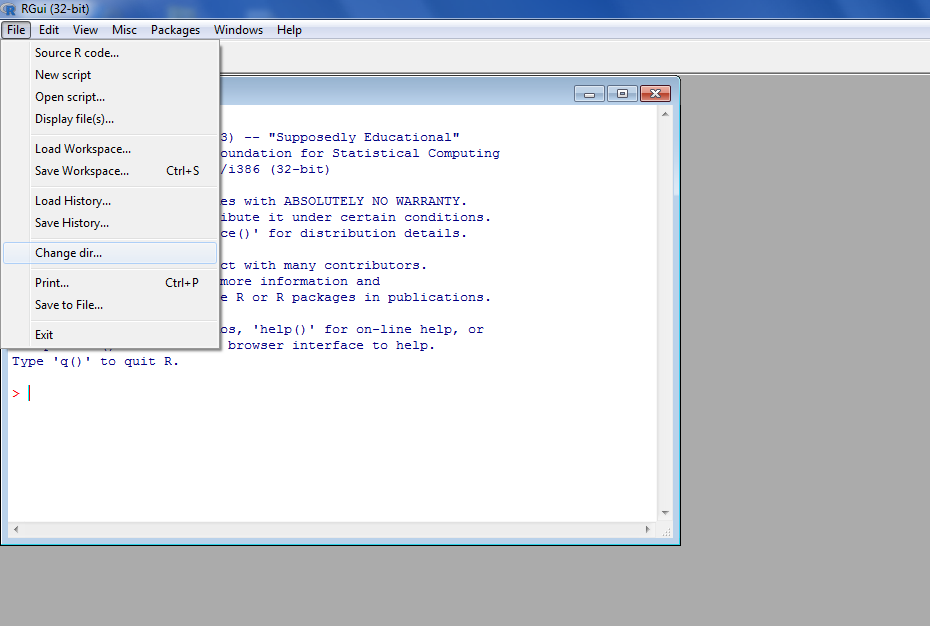 RGui (32-bit)
File Edit View Misc Packages Windows Help
Source R code...
New script
Open script...
Display file(s)...
Load Workspace...
Save Workspace... Ctrl+S
Load History...
Save History...
Change dir...
Print... Ctrl+P
Save to File...
Exit
3) -- "Supposedly Educational"
oundation for Statistical Computing
/i386 (32-bit)
es with ABSOLUTELY NO WARRANTY.
ibute it under certain conditions.
ce()' for distribution details.
ct with many contributors.
more information and
e R or R packages in publications.
os, 'help()' for on-line help, or
browser interface to help.
Type 'q()' to quit R.
>